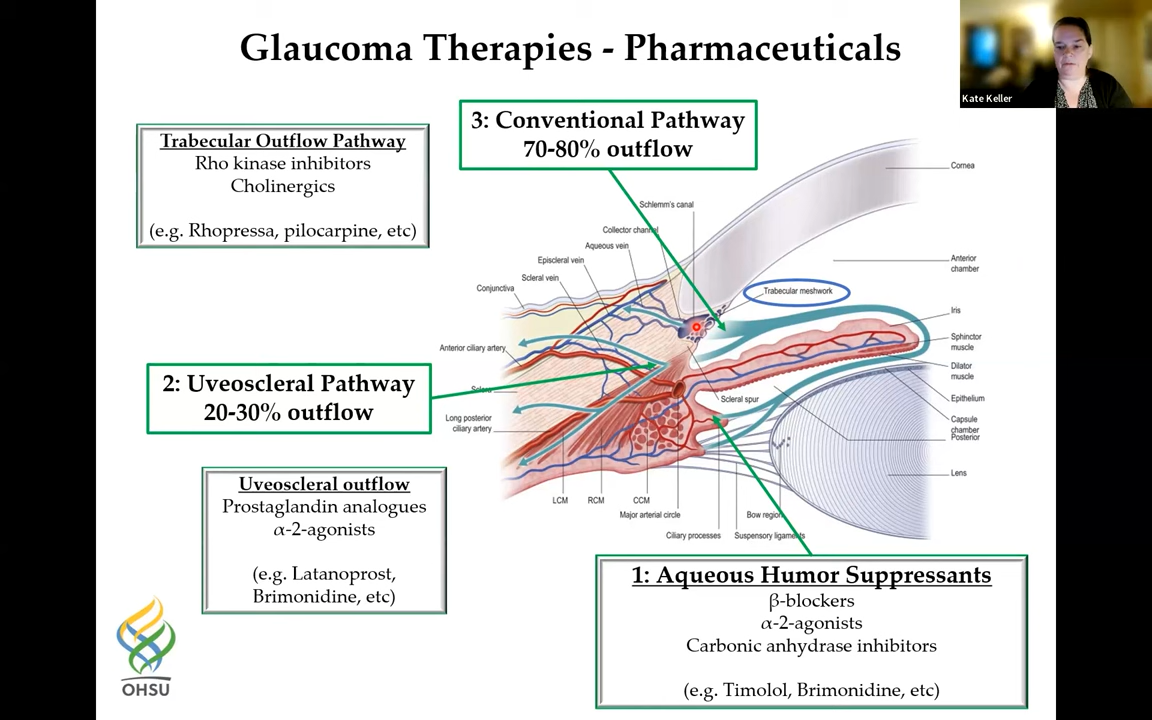 Glaucoma Therapies - Pharmaceuticals
Kate Keller
Trabecular Outflow Pathway
Rho kinase inhibitors
Cholinergics
(e.g. Rhopressa, pilocarpine, etc)
3: Conventional Pathway
70-80% outflow
Cornea
Schlemm's canal
Collector channel
Aqueous vein
Episcleral vein
Scleral vein
Conjunctiva
Anterior
chamber
Trabecular meshwork
Iris
Sphinctor
muscle
Dilator
muscle
Epithelium
Capsule
chamber
Posterior
Lens
Anterior ciliary artery
Sclera
Scleral spur
Long posterior
ciliary artery
2: Uveoscleral Pathway
20-30% outflow
LCM
RCM
CCM
Major arterial circle
Bow region
Ciliary processes
Suspensory ligaments
Uveoscleral outflow
Prostaglandin analogues
α-2-agonists
(e.g. Latanoprost,
Brimonidine, etc)
1: Aqueous Humor Suppressants
β-blockers
α-2-agonists
Carbonic anhydrase inhibitors
(e.g. Timolol, Brimonidine, etc)
OHSU